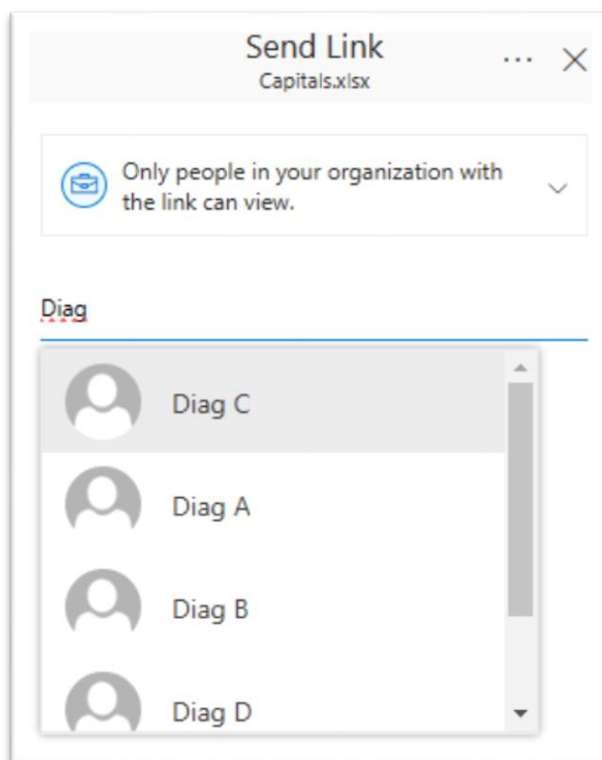 Send Link
Capitals.xlsx
Only people in your organization with
the link can view.
Diag
Diag C
Diag A
Diag B
Diag D